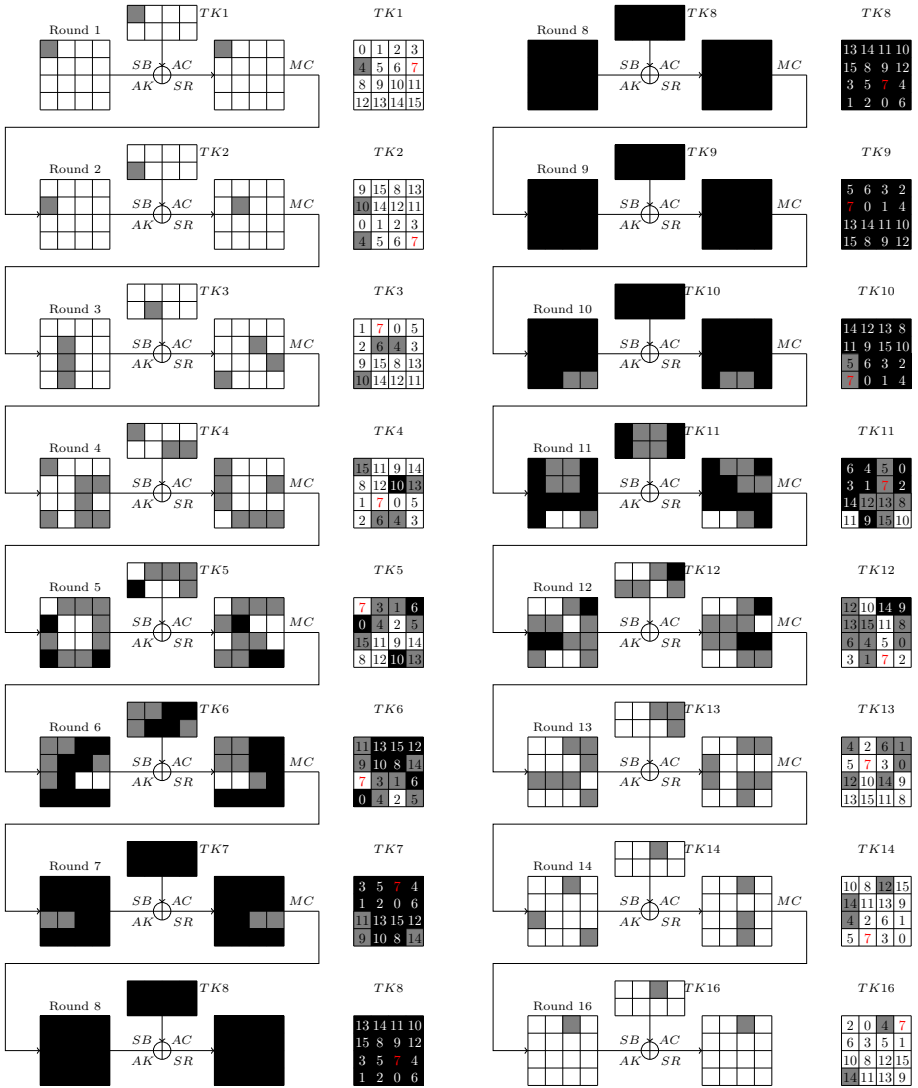 TK1 TK1
Round 1
SB AC MC
AK SR
0 1 2 3
4 5 6 7
8 9 10 11
12 13 14 15
TK2 TK2
Round 2
SB AC MC
AK SR
9 15 8 13
10 14 12 11
0 1 2 3
4 5 6 7
TK3 TK3
Round 3
SB AC MC
AK SR
1 7 0 5
2 6 4 3
9 15 8 13
10 14 12 11
TK4 TK4
Round 4
SB AC MC
AK SR
15 11 9 14
8 12 10 13
1 7 0 5
2 6 4 3
TK5 TK5
Round 5
SB AC MC
AK SR
7 3 1 6
0 4 2 5
15 11 9 14
8 12 10 13
TK6 TK6
Round 6
SB AC MC
AK SR
11 13 15 12
9 10 8 14
7 3 1 6
0 4 2 5
TK7 TK7
Round 7
SB AC MC
AK SR
3 5 7 4
1 2 0 6
11 13 15 12
9 10 8 14
TK8 TK8
Round 8
SB AC
AK SR
13 14 11 10
15 8 9 12
3 5 7 4
1 2 0 6
TK8 TK8
Round 8
SB AC MC
AK SR
13 14 11 10
15 8 9 12
3 5 7 4
1 2 0 6
TK9 TK9
Round 9
SB AC MC
AK SR
5 6 3 2
7 0 1 4
13 14 11 10
15 8 9 12
TK10 TK10
Round 10
SB AC MC
AK SR
14 12 13 8
11 9 15 10
5 6 3 2
7 0 1 4
TK11 TK11
Round 11
SB AC MC
AK SR
6 4 5 0
3 1 7 2
14 12 13 8
11 9 15 10
TK12 TK12
Round 12
SB AC MC
AK SR
12 10 14 9
13 15 11 8
6 4 5 0
3 1 7 2
TK13 TK13
Round 13
SB AC MC
AK SR
4 2 6 1
5 7 3 0
12 10 14 9
13 15 11 8
TK14 TK14
Round 14
SB AC MC
AK SR
10 8 12 15
14 11 13 9
4 2 6 1
5 7 3 0
TK16 TK16
Round 16
SB AC
AK SR
2 0 4 7
6 3 5 1
10 8 12 15
14 11 13 9